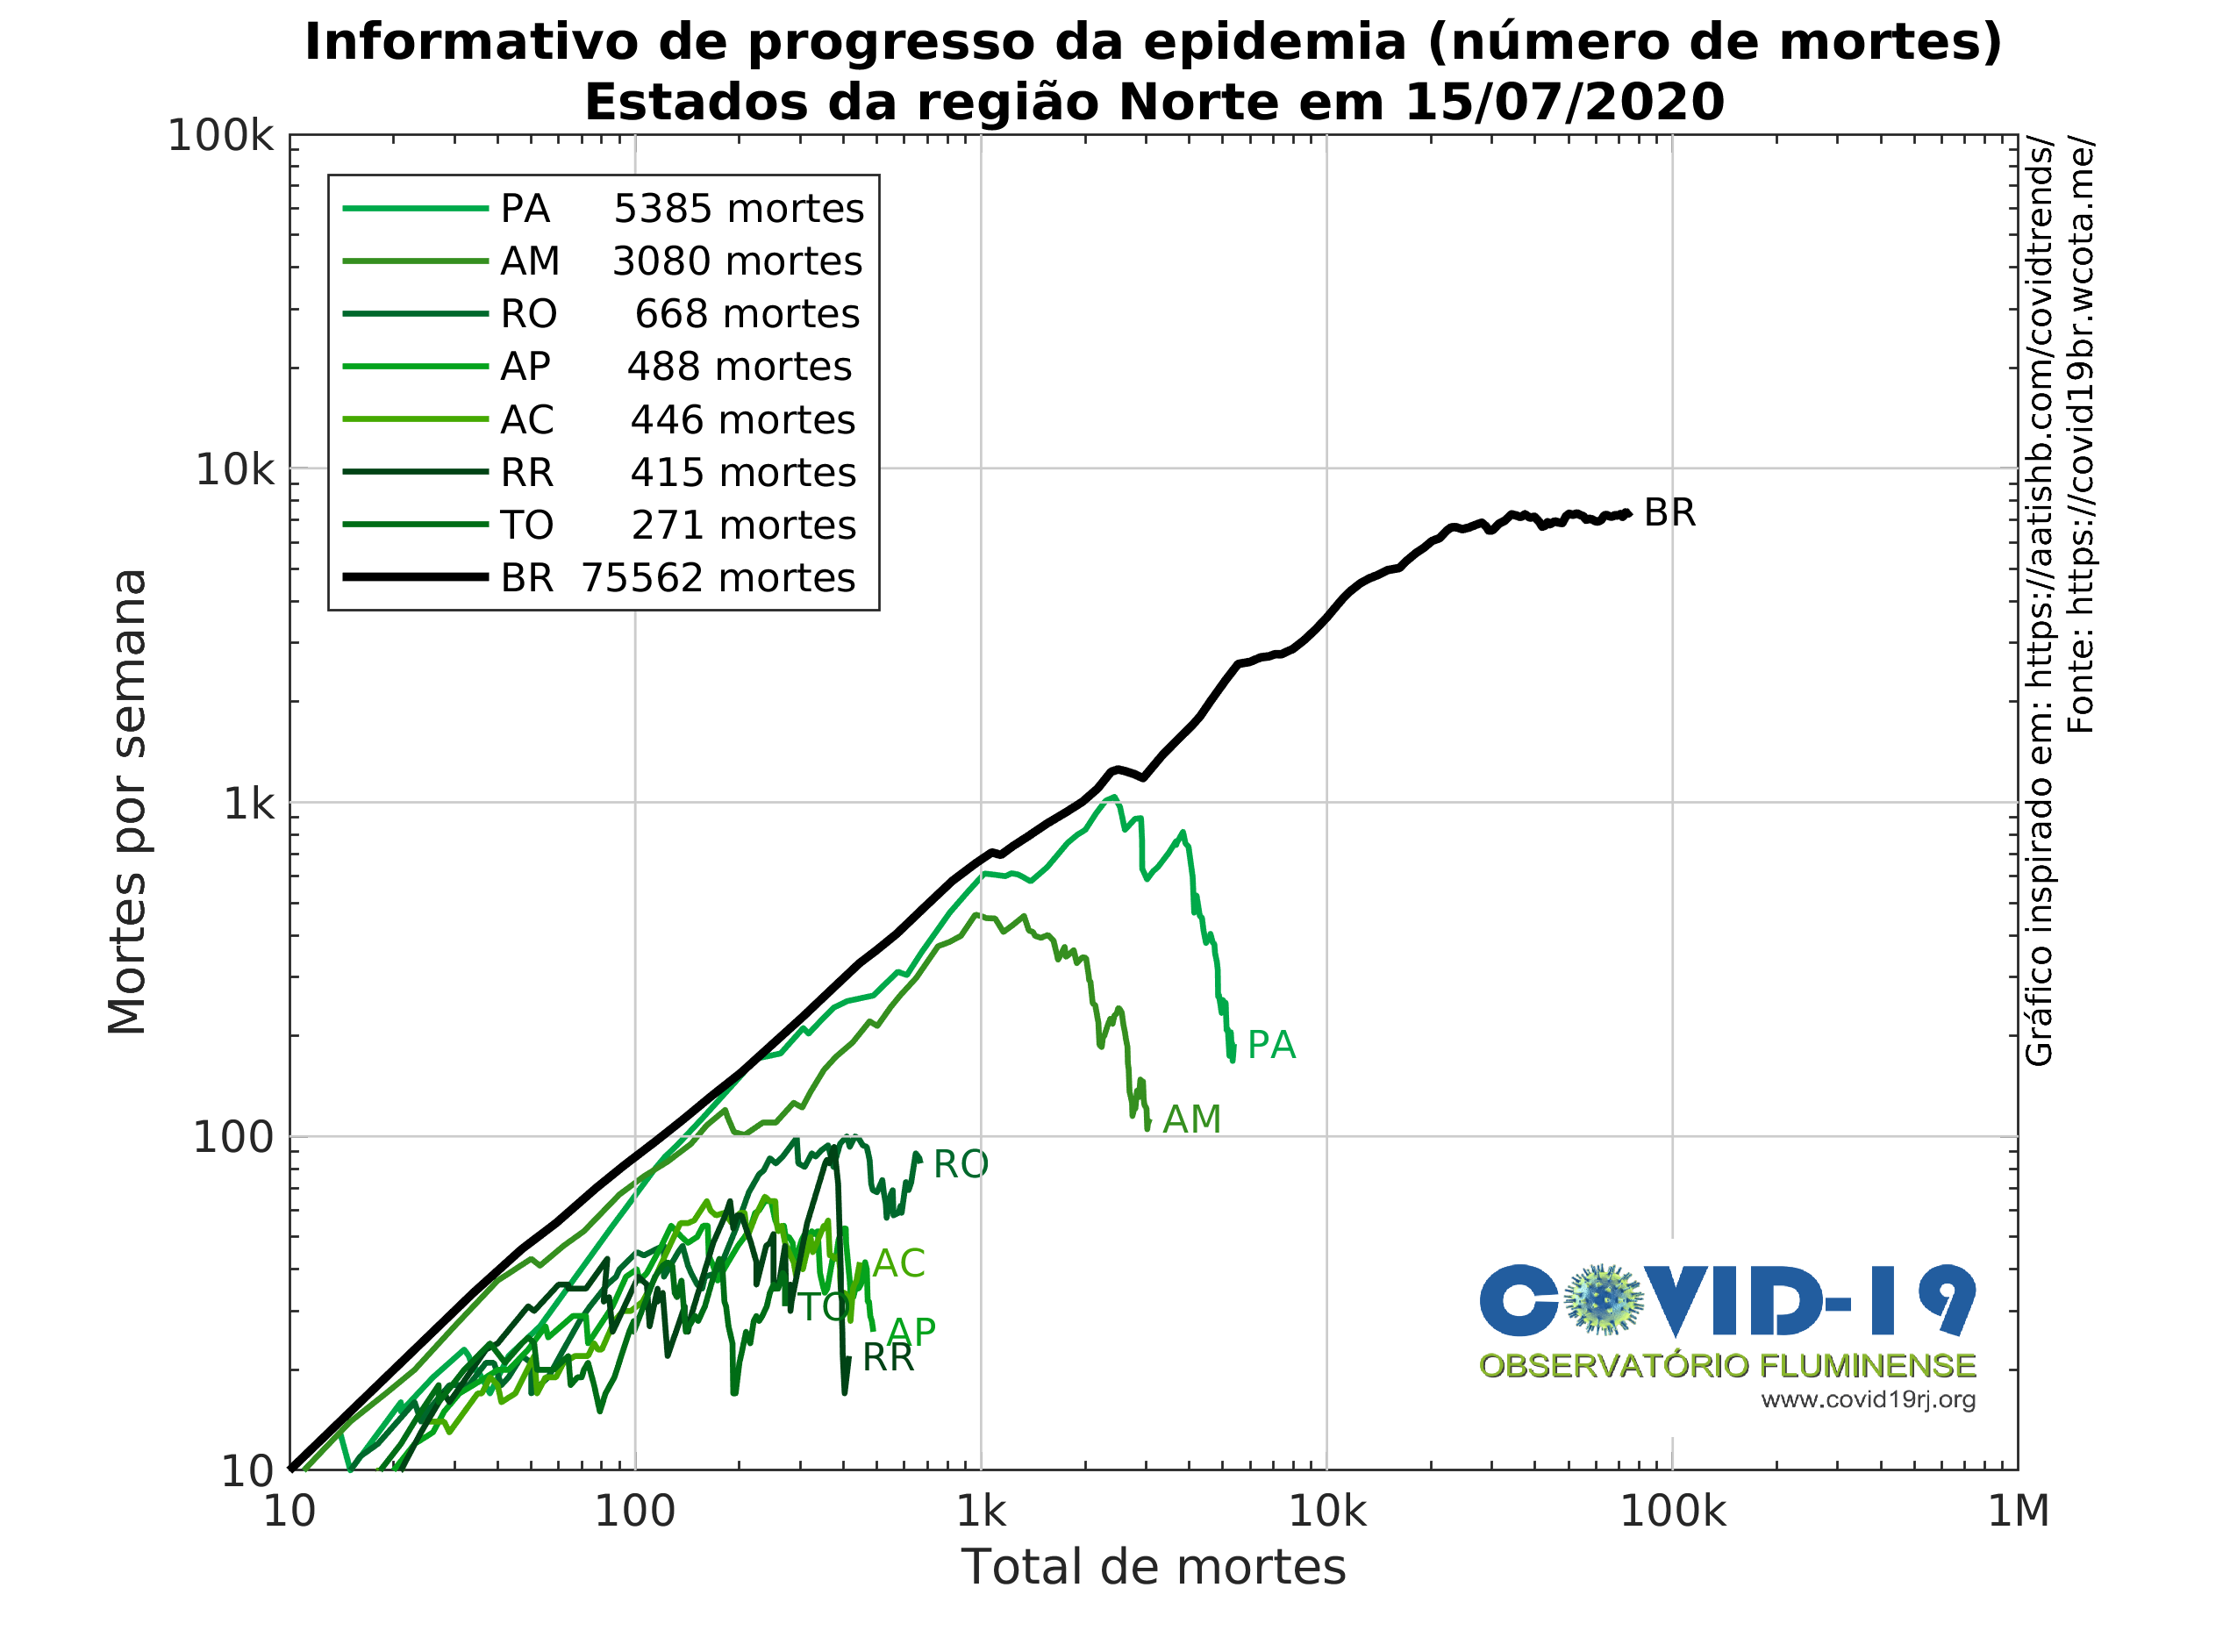 Informativo de progresso da epidemia (número de mortes)
Estados da região Norte em 15/07/2020
100k
10k
1k
100
10
Mortes por semana
PA 5385 mortes
AM 3080 mortes
RO 668 mortes
AP 488 mortes
AC 446 mortes
RR 415 mortes
TO 271 mortes
BR 75562 mortes
BR
PA
AM
RO
AC
TO
AP
RR
Gráfico inspirado em: https://aatishb.com/covidtrends/
Fonte: https://covid19br.wcota.me/
COVID-19
OBSERVATÓRIO FLUMINENSE
www.covid19rj.org
10
100
1k
10k
100k
1M
Total de mortes